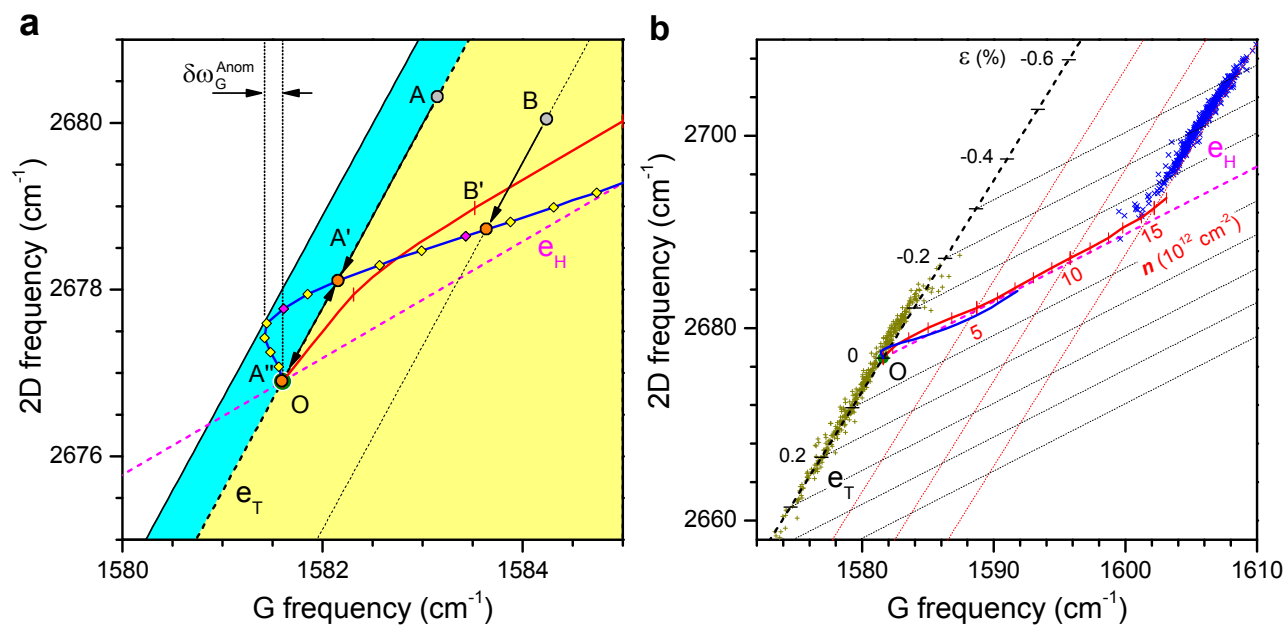 a
δω_G^Anom
A
B
B'
A'
e_H
A''
O
e_T
2680
2678
2676
2D frequency (cm⁻¹)
1580
1582
1584
G frequency (cm⁻¹)
b
ε (%)
-0.6
-0.4
-0.2
0
0.2
e_H
15
n (10¹² cm⁻²)
10
5
O
e_T
2700
2680
2660
2D frequency (cm⁻¹)
1580
1590
1600
1610
G frequency (cm⁻¹)